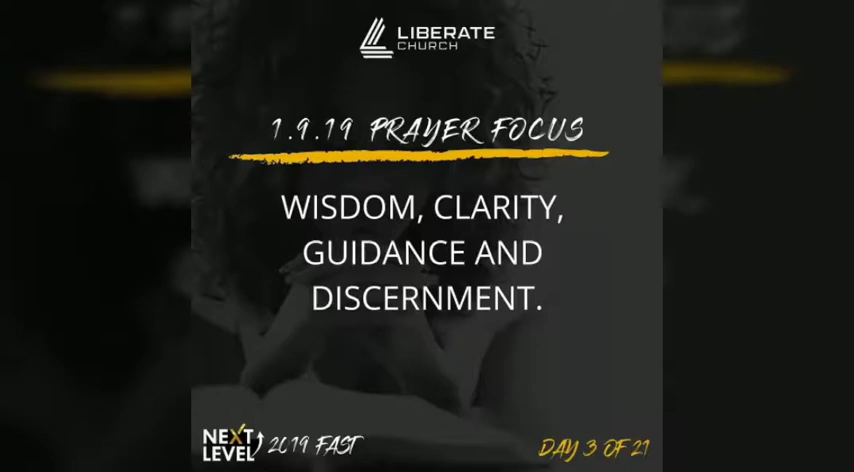 LIBERATE
CHURCH
1.9.19 PRAYER FOCUS
WISDOM, CLARITY,
GUIDANCE AND
DISCERNMENT.
NEXT
LEVEL
2019 FAST
DAY 3 OF 21